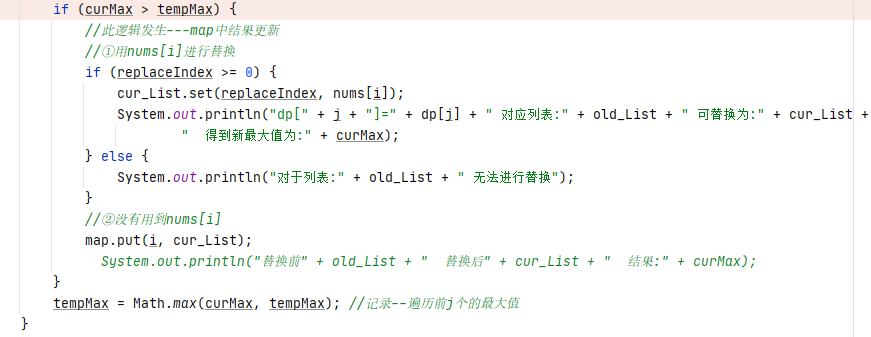 if (curMax > tempMax) {
//此逻辑发生---map中结果更新
//①用nums[i]进行替换
if (replaceIndex >= 0) {
cur_List.set(replaceIndex, nums[i]);
System.out.println("dp[" + j + "]=" + dp[j] + " 对应列表:" + old_List + " 可替换为:" + cur_List +
"  得到新最大值为:" + curMax);
} else {
System.out.println("对于列表:" + old_List + " 无法进行替换");
}
//②没有用到nums[i]
map.put(i, cur_List);
System.out.println("替换前" + old_List + "  替换后" + cur_List + "  结果:" + curMax);
}
tempMax = Math.max(curMax, tempMax); //记录--遍历前j个的最大值
}